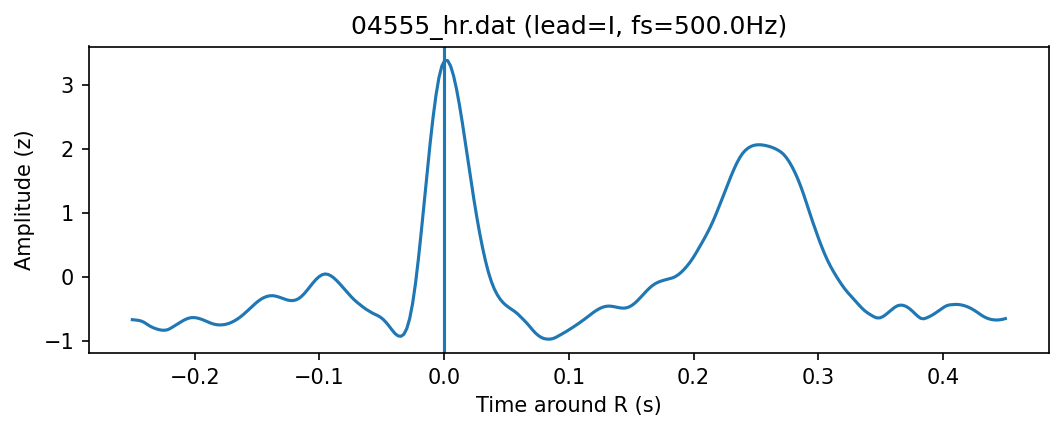 04555_hr.dat (lead=I, fs=500.0Hz)
Amplitude (z)
3
2
1
0
−1
−0.2 −0.1 0.0 0.1 0.2 0.3 0.4
Time around R (s)